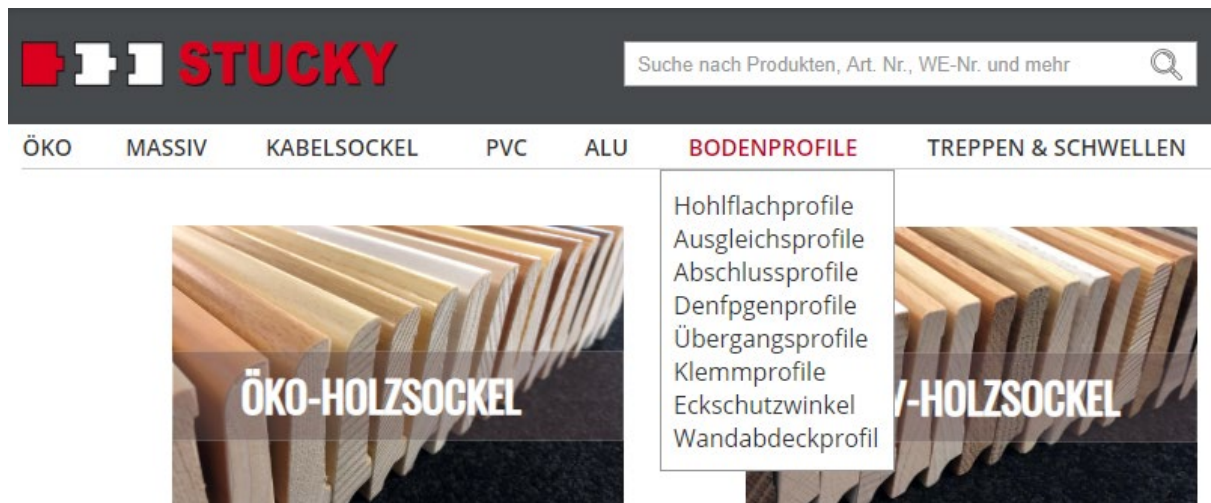 STUCKY
Suche nach Produkten, Art. Nr., WE-Nr. und mehr
ÖKO MASSIV KABELSOCKEL PVC ALU BODENPROFILE TREPPEN & SCHWELLEN
Hohlflachprofile
Ausgleichsprofile
Abschlussprofile
Denfpgenprofile
Übergangsprofile
Klemmprofile
Eckschutzwinkel
Wandabdeckprofil
ÖKO-HOLZSOCKEL
-HOLZSOCKEL